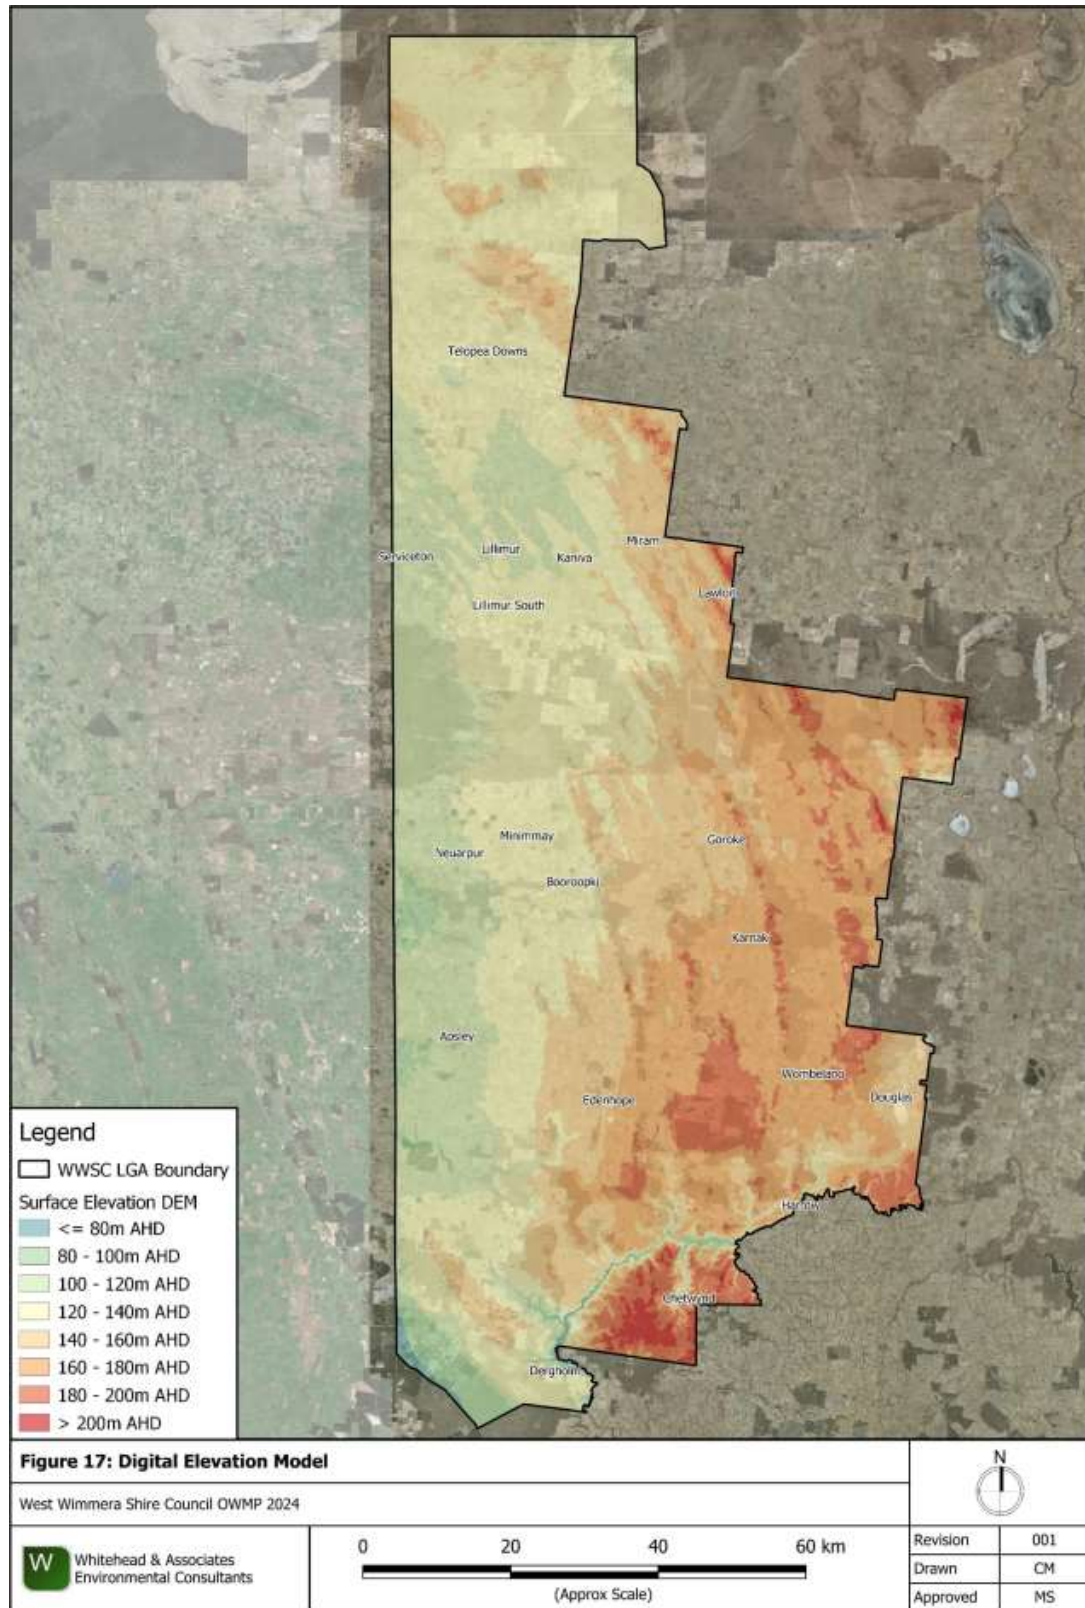 Telopea Downs
Serviceton
Lillimur
Kaniva
Miram
Lillimur South
Lawloit
Minimmay
Neuarpur
Goroke
Booroopki
Karnak
Apsley
Edenhope
Wombelano
Douglas
Harrow
Chetwynd
Dergholm
Legend
WWSC LGA Boundary
Surface Elevation DEM
<= 80m AHD
80 - 100m AHD
100 - 120m AHD
120 - 140m AHD
140 - 160m AHD
160 - 180m AHD
180 - 200m AHD
> 200m AHD
Figure 17: Digital Elevation Model
West Wimmera Shire Council OWMP 2024
N
W
Whitehead & Associates
Environmental Consultants
0 20 40 60 km
(Approx Scale)
Revision 001
Drawn CM
Approved MS